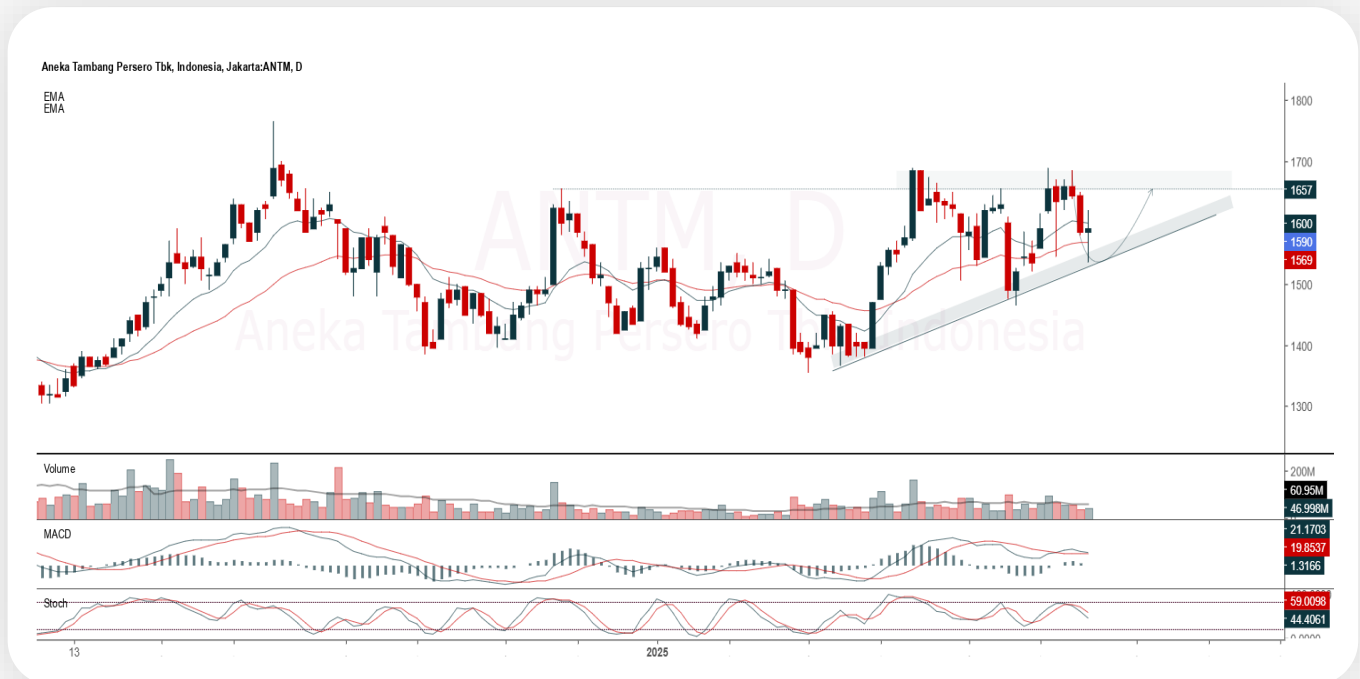 Aneka Tambang Persero Tbk, Indonesia, Jakarta:ANTM, D
EMA
EMA
ANTM, D
Aneka Tambang Persero Tbk, Indonesia
1800
1700
1657
1600
1590
1569
1500
1400
1300
Volume
200M
60.95M
46.998M
MACD
21.1703
19.8537
1.3166
Stoch
59.0098
44.4061
0.0000
13
2025